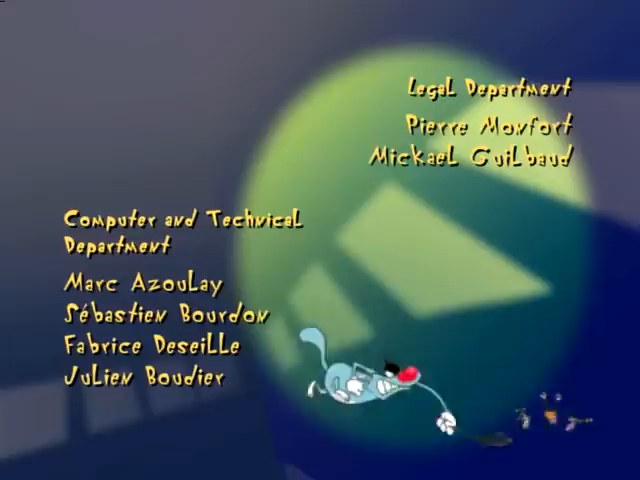 Legal Department
Pierre Monfort
Mickael Guilbaud
Computer and Technical
Department
Marc Azoulay
Sébastien Bourdon
Fabrice Deseille
Julien Boudier